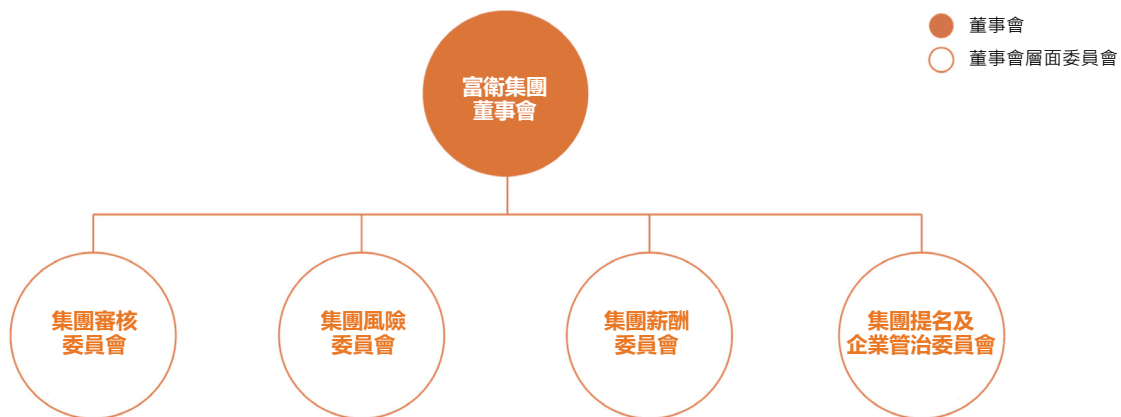 富衛集團
董事會
董事會
董事會層面委員會
集團審核
委員會
集團風險
委員會
集團薪酬
委員會
集團提名及
企業管治委員會